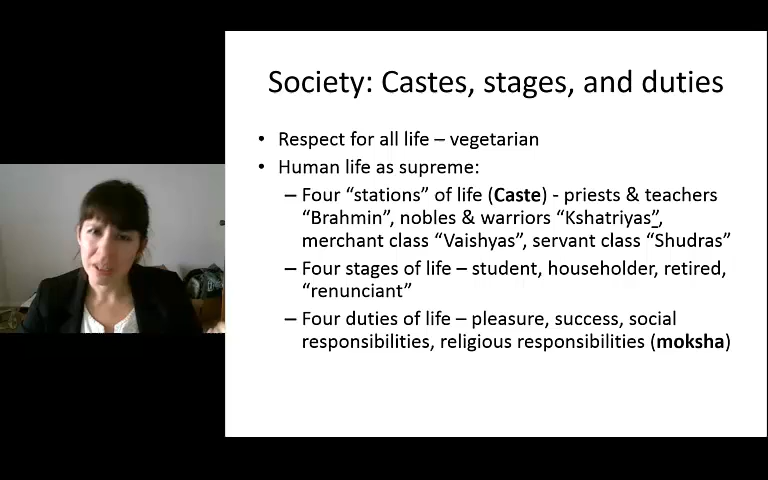 Society: Castes, stages, and duties
• Respect for all life – vegetarian
• Human life as supreme:
– Four “stations” of life (Caste) - priests & teachers
“Brahmin”, nobles & warriors “Kshatriyas”,
merchant class “Vaishyas”, servant class “Shudras”
– Four stages of life – student, householder, retired,
“renunciant”
– Four duties of life – pleasure, success, social
responsibilities, religious responsibilities (moksha)